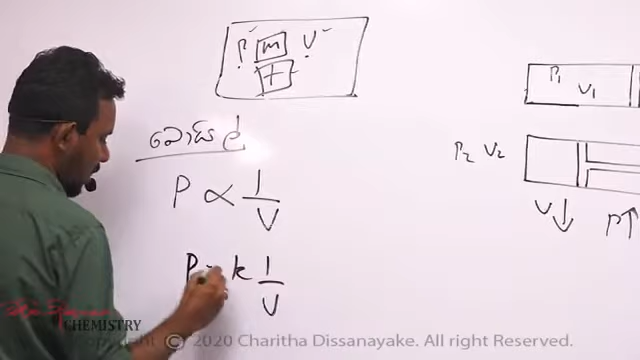 P m V
T
බොයිල්
P ∝ 1/V
P = k 1/V
P₁ V₁
P₂ V₂
V↓ P↑
CHEMISTRY
Copyright © 2020 Charitha Dissanayake. All right Reserved.